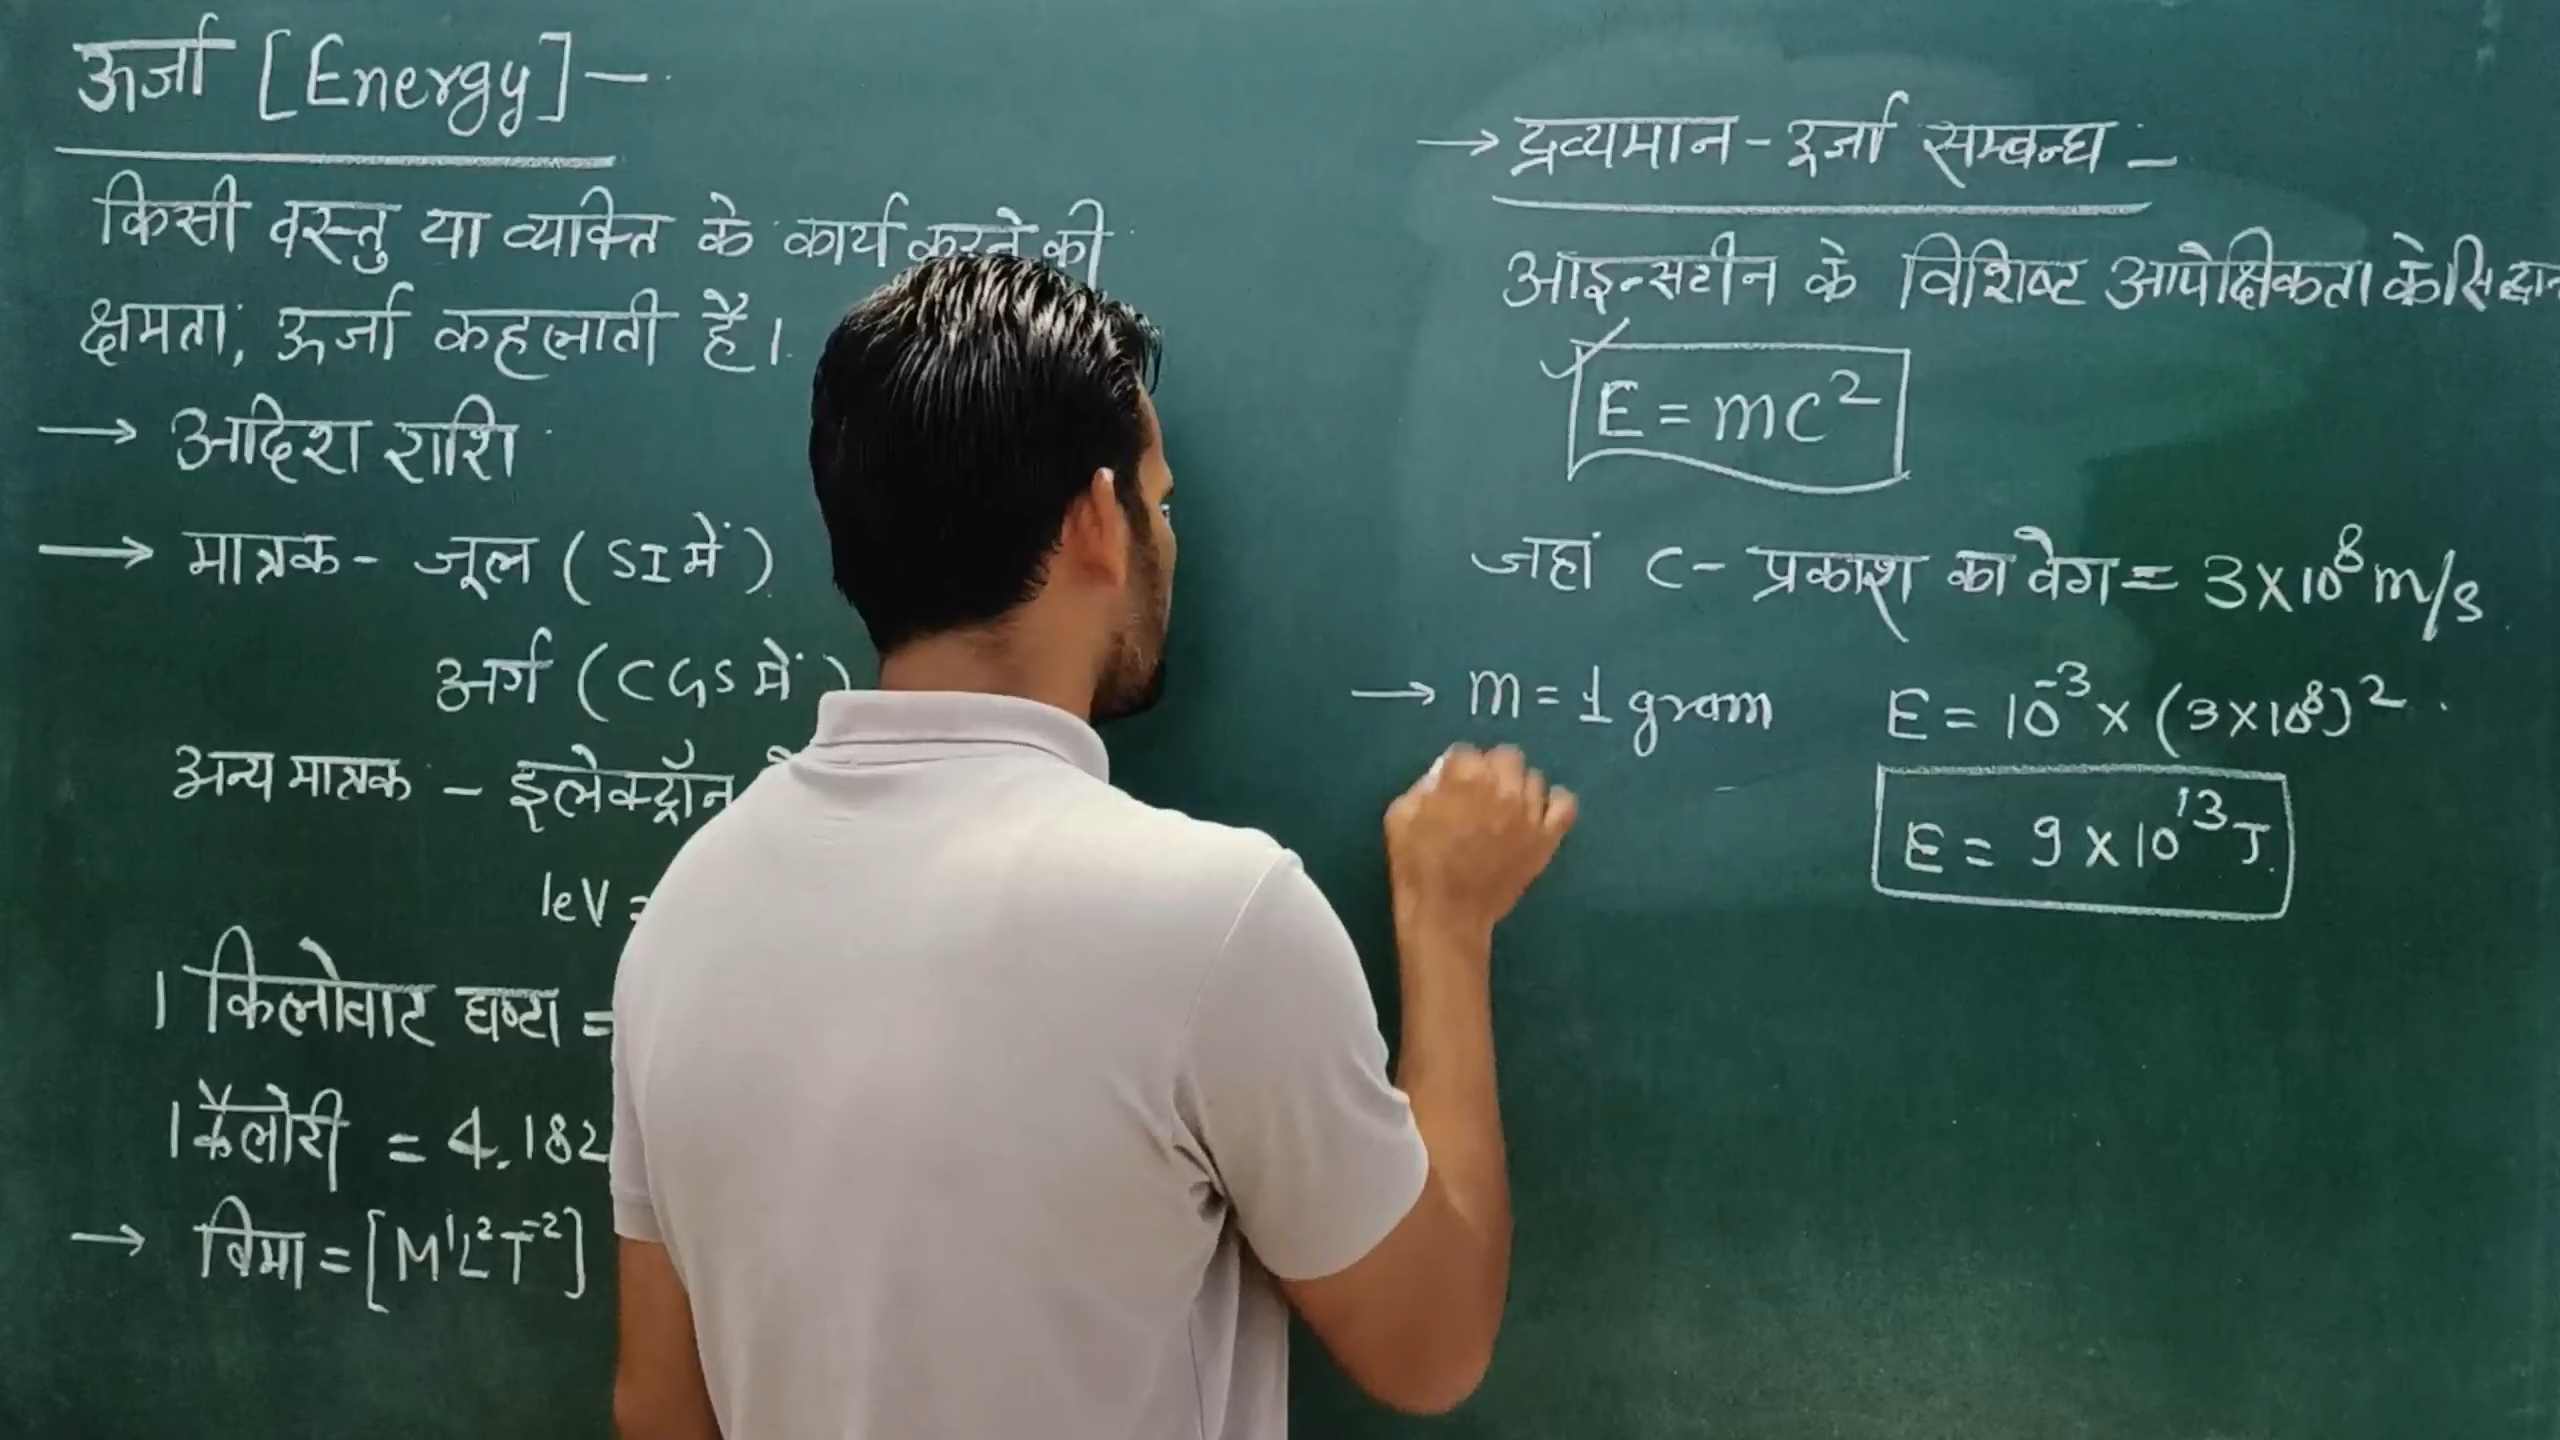 ऊर्जा [Energy] -
किसी वस्तु या व्यक्ति के कार्य करने की
क्षमता, ऊर्जा कहलाती है।
→ अदिश राशि
→ मात्रक - जूल (SI में)
अर्ग (CGS में)
अन्य मात्रक - इलेक्ट्रॉन
1eV =
1 किलोवाट घण्टा =
1 कैलोरी = 4.182
→ विमा = [M¹L²T⁻²]
→ द्रव्यमान - ऊर्जा सम्बन्ध -
आइन्सटीन के विशिष्ट आपेक्षिकता के
E = mc²
जहां c - प्रकाश का वेग = 3×10⁸ m/s
→ m = 1 gram E = 10⁻³ × (3×10⁸)²
E = 9 × 10¹³ J